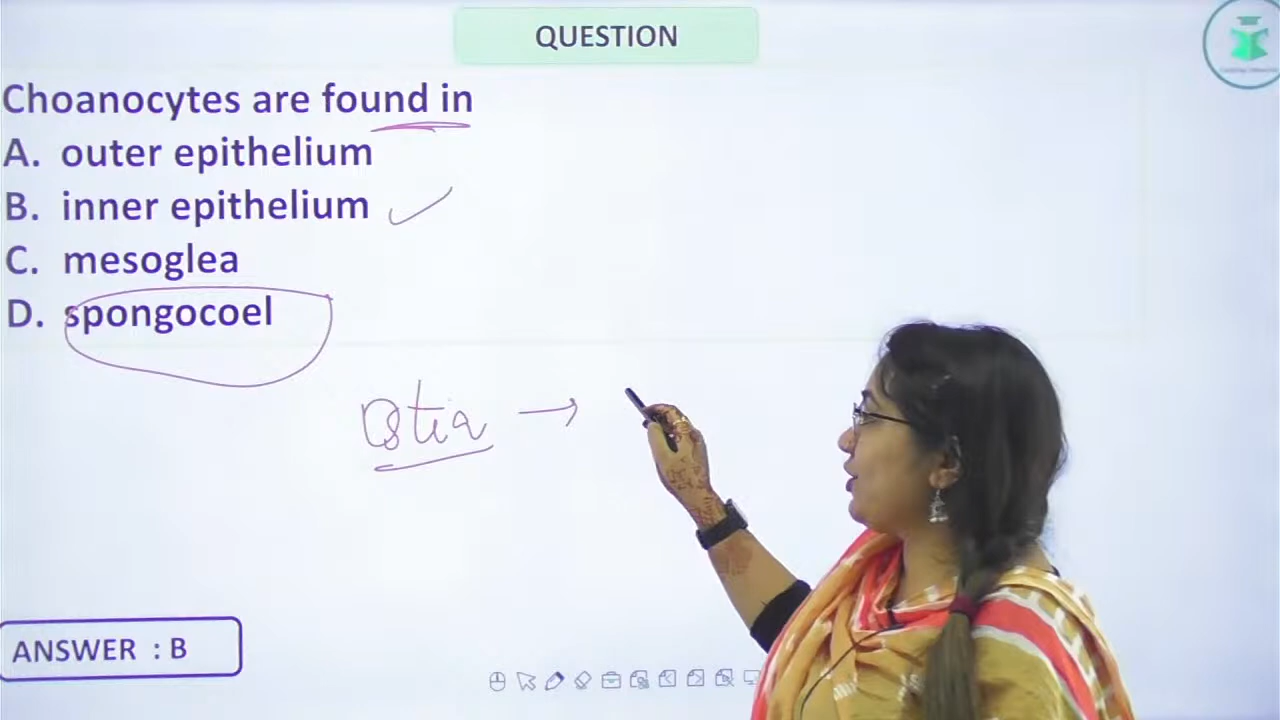 QUESTION
Choanocytes are found in
A. outer epithelium
B. inner epithelium
C. mesoglea
D. spongocoel
Ostia →
ANSWER : B